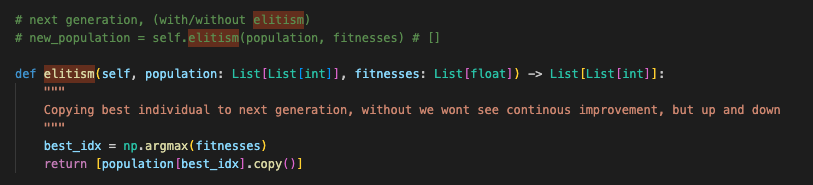 # next generation, (with/without elitism)
# new_population = self.elitism(population, fitnesses) # []
def elitism(self, population: List[List[int]], fitnesses: List[float]) -> List[List[int]]:
"""
Copying best individual to next generation, without we wont see continous improvement, but up and down
"""
best_idx = np.argmax(fitnesses)
return [population[best_idx].copy()]